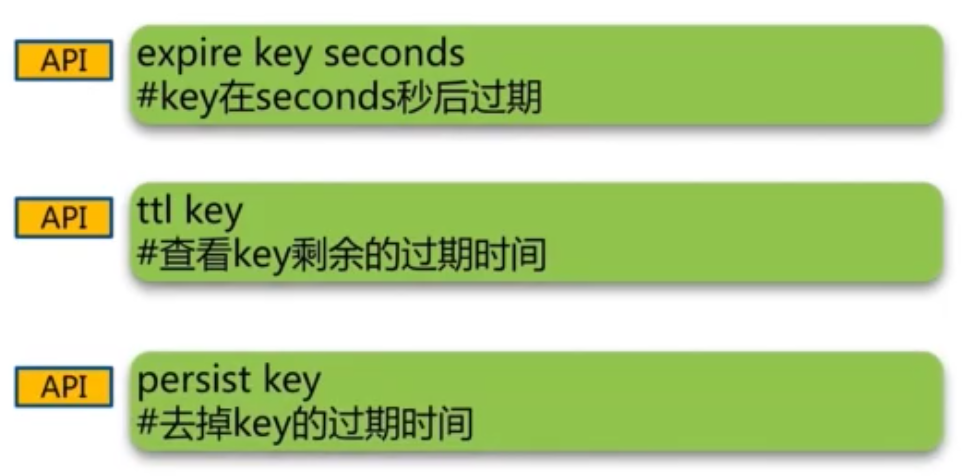 API
expire key seconds
#key在seconds秒后过期
API
ttl key
#查看key剩余的过期时间
API
persist key
#去掉key的过期时间